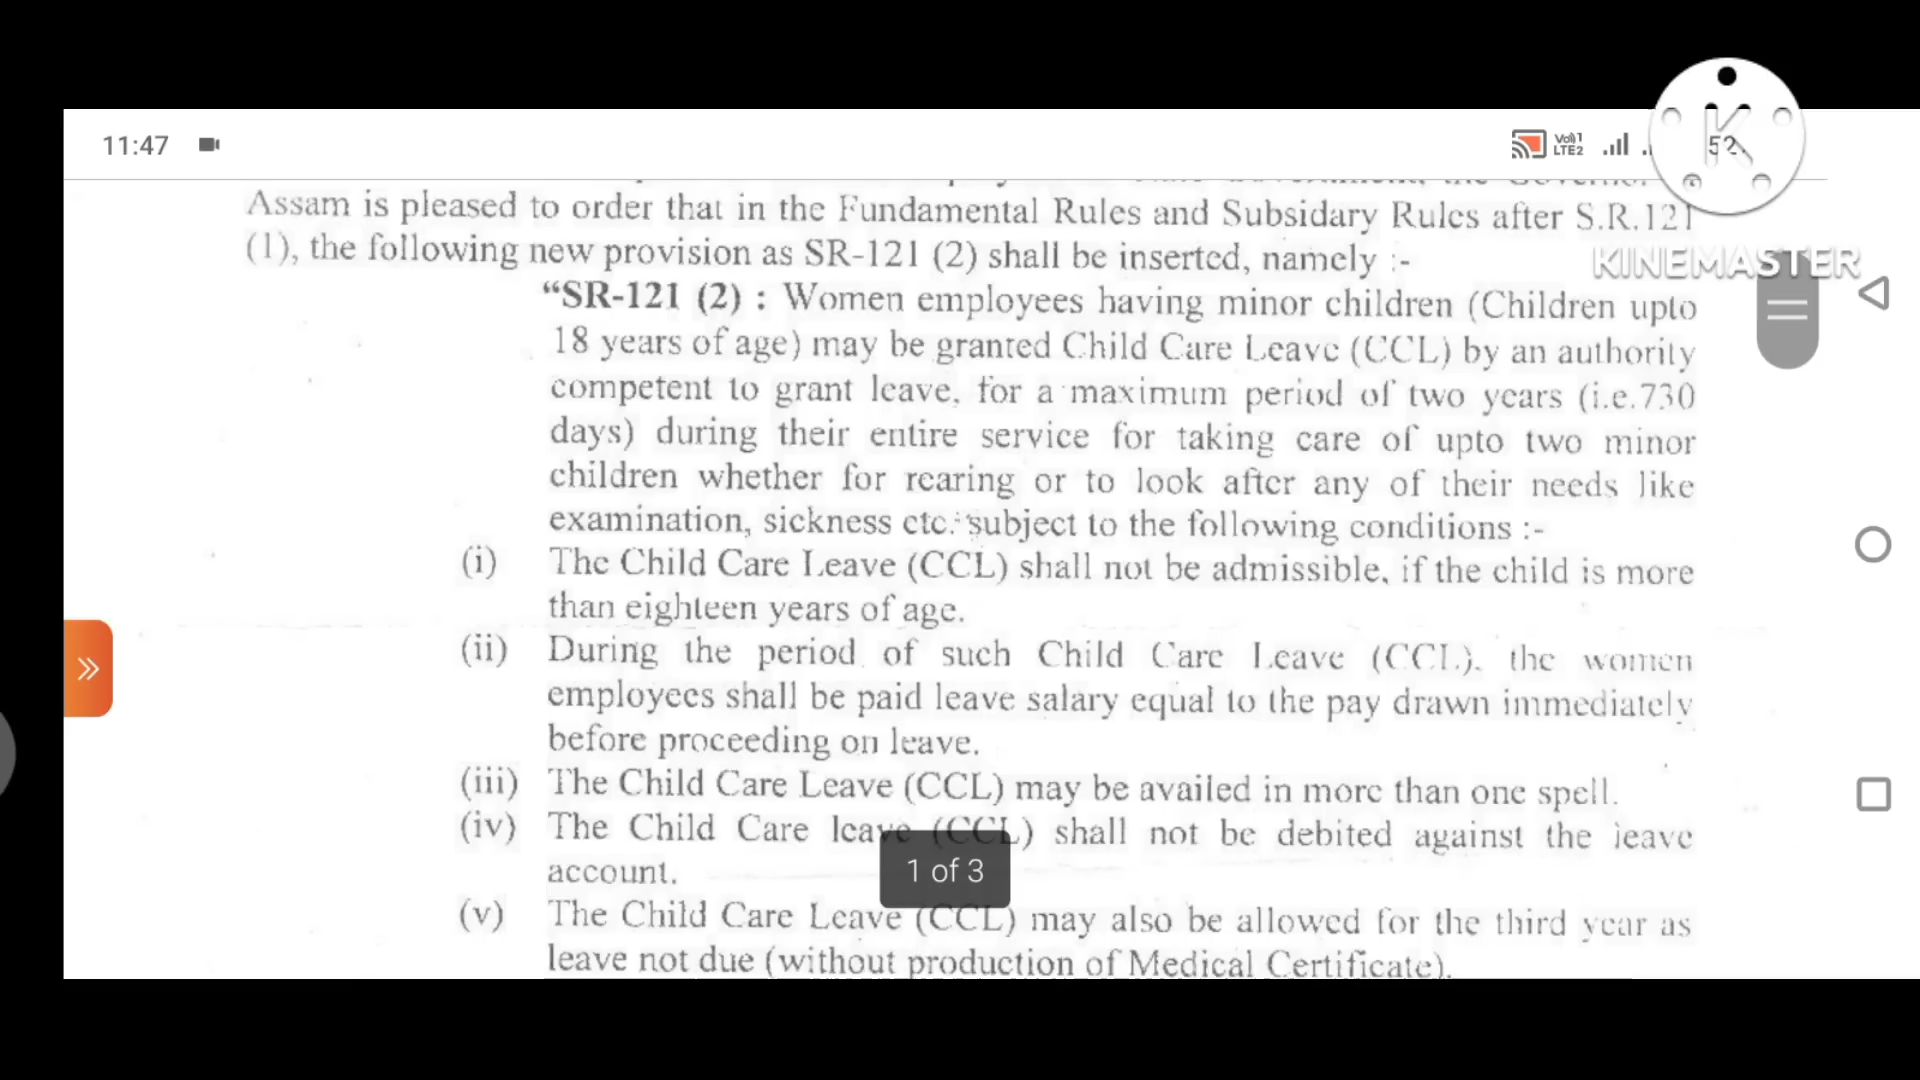 11:47
Vo)) 1
LTE2
52
KINEMASTER
Assam is pleased to order that in the Fundamental Rules and Subsidary Rules after S.R.121
(1), the following new provision as SR-121 (2) shall be inserted, namely :-
“SR-121 (2) : Women employees having minor children (Children upto
18 years of age) may be granted Child Care Leave (CCL) by an authority
competent to grant leave, for a maximum period of two years (i.e.730
days) during their entire service for taking care of upto two minor
children whether for rearing or to look after any of their needs like
examination, sickness etc. subject to the following conditions :-
(i) The Child Care Leave (CCL) shall not be admissible, if the child is more
than eighteen years of age.
(ii) During the period of such Child Care Leave (CCL), the women
employees shall be paid leave salary equal to the pay drawn immediately
before proceeding on leave.
(iii) The Child Care Leave (CCL) may be availed in more than one spell.
(iv) The Child Care leave (CCL) shall not be debited against the leave
account.
1 of 3
(v) The Child Care Leave (CCL) may also be allowed for the third year as
leave not due (without production of Medical Certificate).